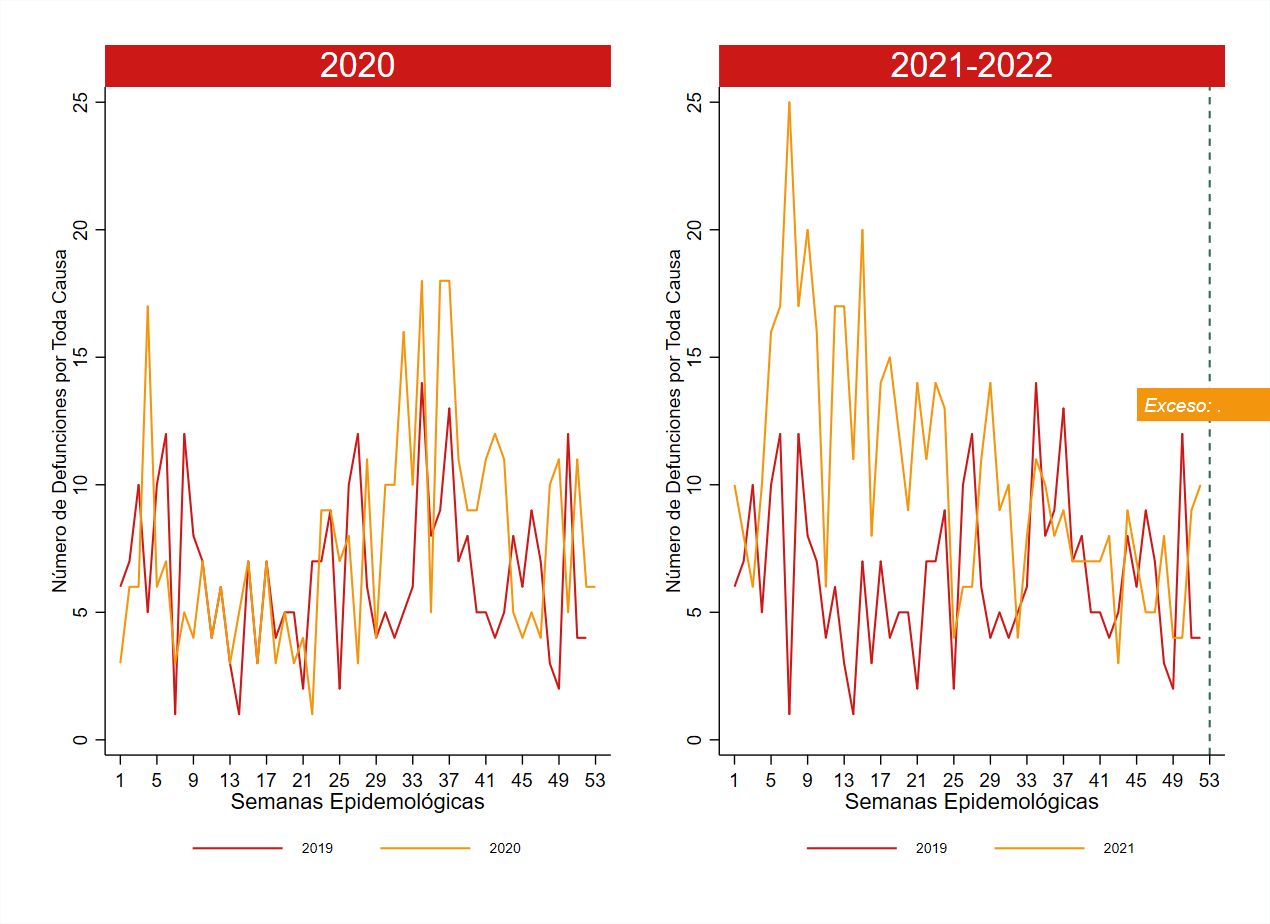 2020
25
20
15
10
5
0
Número de Defunciones por Toda Causa
1 5 9 13 17 21 25 29 33 37 41 45 49 53
Semanas Epidemológicas
2019 2020
2021-2022
25
20
15
10
5
0
Número de Defunciones por Toda Causa
Exceso: .
1 5 9 13 17 21 25 29 33 37 41 45 49 53
Semanas Epidemológicas
2019 2021